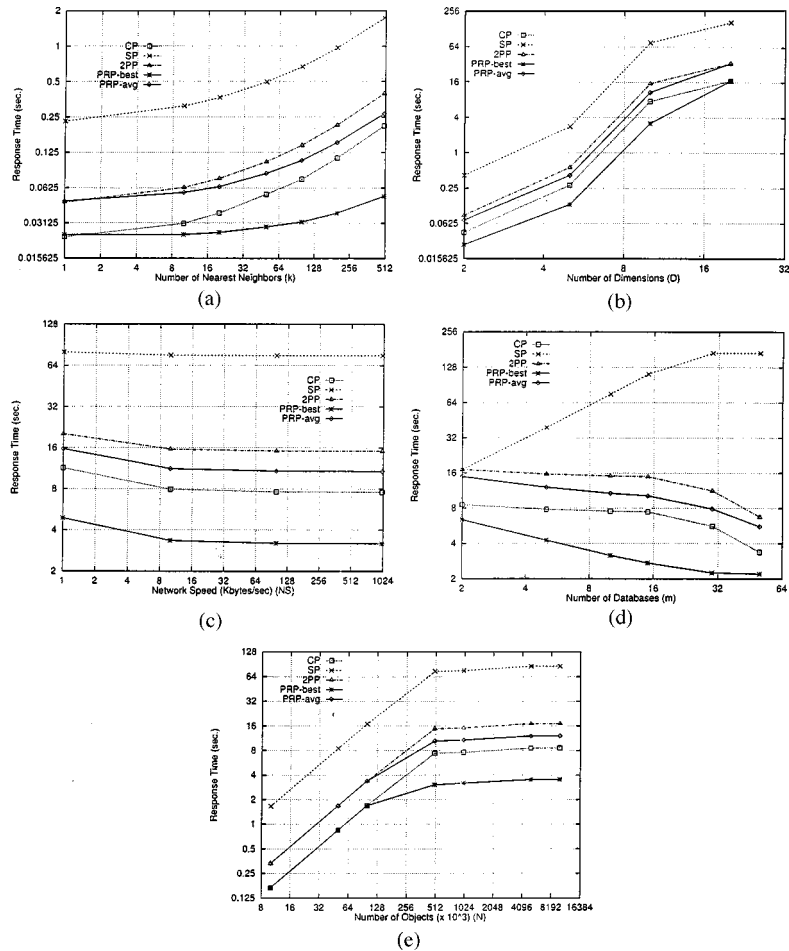 2
1
0.5
0.25
0.125
0.0625
0.03125
0.015625
Response Time (sec.)
CP
SP
2PP
PRP-best
PRP-avg
1 2 4 8 16 32 64 128 256 512
Number of Nearest Neighbors {k}
(a)
256
64
16
4
1
0.25
0.0625
0.015625
Response Time (sec.)
CP
SP
2PP
PRP-best
PRP-avg
2 4 8 16 32
Number of Dimensions {D}
(b)
128
64
32
16
8
4
2
Response Time (sec.)
CP
SP
2PP
PRP-best
PRP-avg
1 2 4 8 16 32 64 128 256 512 1024
Network Speed (Kbytes/sec) {NS}
(c)
256
128
64
32
16
8
4
2
Response Time (sec.)
CP
SP
2PP
PRP-best
PRP-avg
2 4 8 16 32 64
Number of Databases {m}
(d)
128
64
32
16
8
4
2
1
0.5
0.25
0.125
Response Time (sec.)
CP
SP
2PP
PRP-best
PRP-avg
8 16 32 64 128 256 512 1024 2048 4096 8192 16384
Number of Objects (x 10^3) {N}
(e)